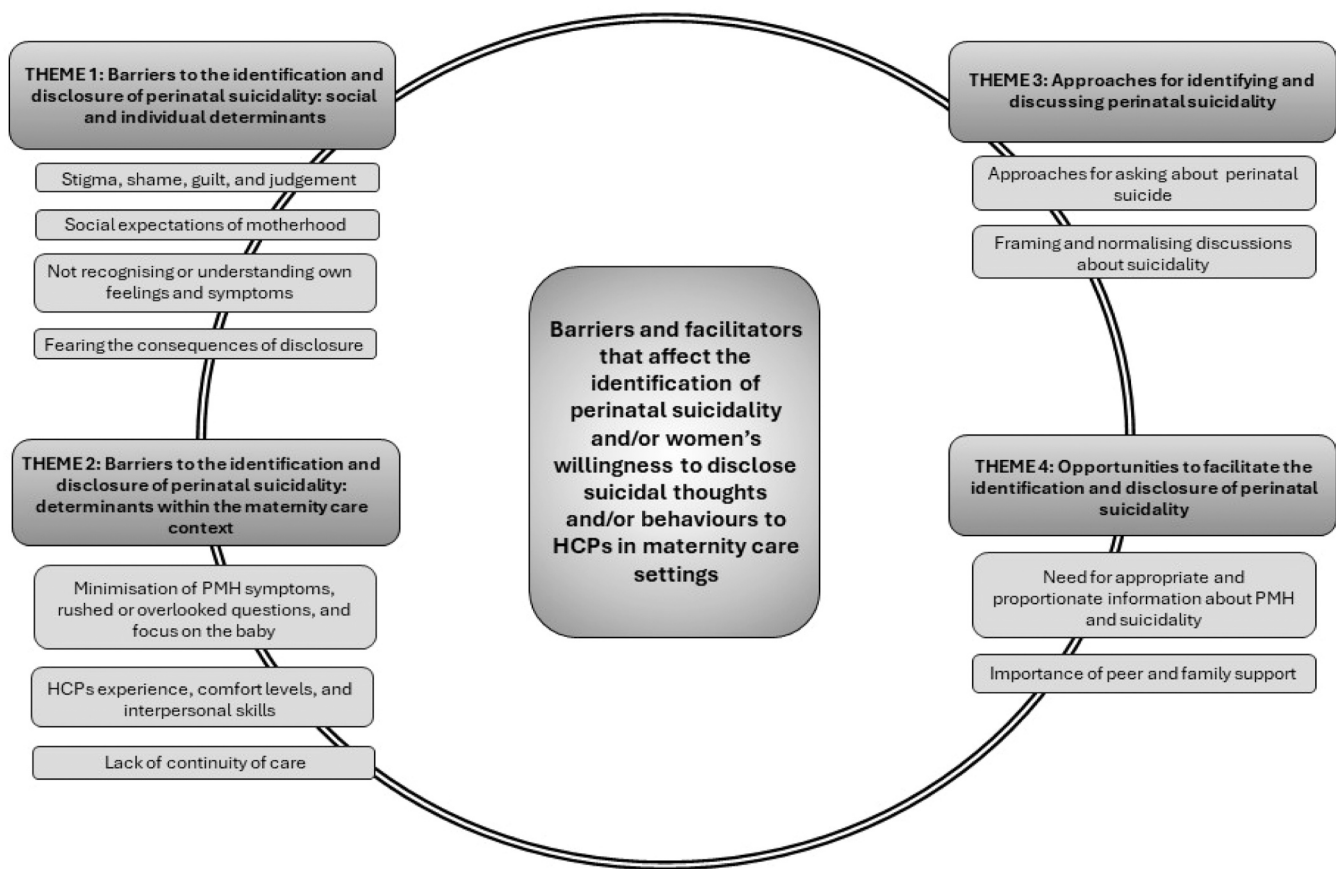 THEME 1: Barriers to the identification and
disclosure of perinatal suicidality: social
and individual determinants
Stigma, shame, guilt, and judgement
Social expectations of motherhood
Not recognising or understanding own
feelings and symptoms
Fearing the consequences of disclosure
THEME 2: Barriers to the identification and
disclosure of perinatal suicidality:
determinants within the maternity care
context
Minimisation of PMH symptoms,
rushed or overlooked questions, and
focus on the baby
HCPs experience, comfort levels, and
interpersonal skills
Lack of continuity of care
Barriers and facilitators
that affect the
identification of
perinatal suicidality
and/or women's
willingness to disclose
suicidal thoughts
and/or behaviours to
HCPs in maternity care
settings
THEME 3: Approaches for identifying and
discussing perinatal suicidality
Approaches for asking about perinatal
suicide
Framing and normalising discussions
about suicidality
THEME 4: Opportunities to facilitate the
identification and disclosure of perinatal
suicidality
Need for appropriate and
proportionate information about PMH
and suicidality
Importance of peer and family support